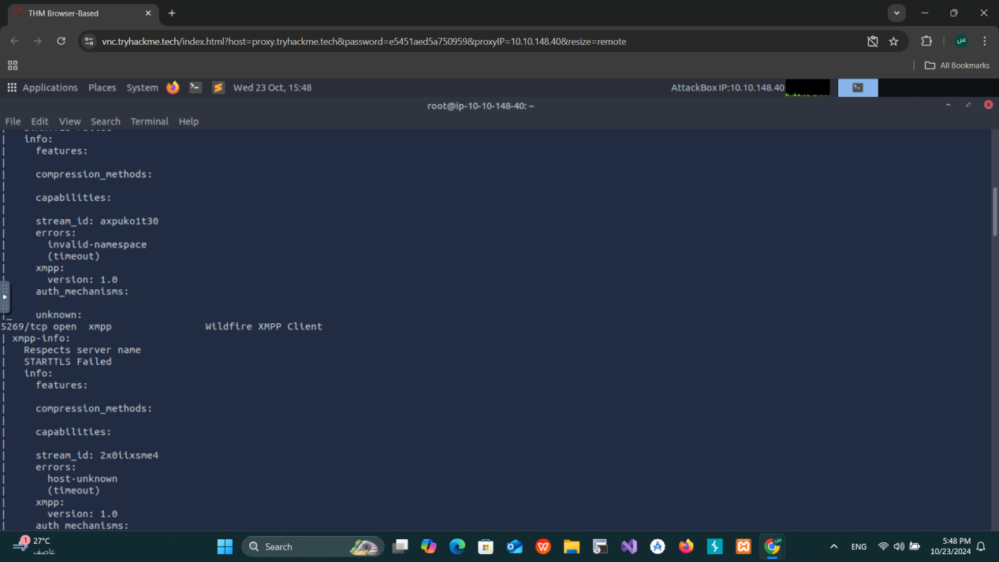 THM Browser-Based
vnc.tryhackme.tech/index.html?host=proxy.tryhackme.tech&password=e5451aed5a750959&proxyIP=10.10.148.40&resize=remote
س
All Bookmarks
Applications Places System Wed 23 Oct, 15:48 AttackBox IP:10.10.148.40
root@ip-10-10-148-40: ~
File Edit View Search Terminal Help
| info:
| features:
|
| compression_methods:
|
| capabilities:
|
| stream_id: axpuko1t30
| errors:
| invalid-namespace
| (timeout)
| xmpp:
| version: 1.0
| auth_mechanisms:
|
|_ unknown:
5269/tcp open xmpp Wildfire XMPP Client
| xmpp-info:
| Respects server name
| STARTTLS Failed
| info:
| features:
|
| compression_methods:
|
| capabilities:
|
| stream_id: 2x0iixsme4
| errors:
| host-unknown
| (timeout)
| xmpp:
| version: 1.0
| auth_mechanisms:
1
27°C
عاصف
Search
ENG
5:48 PM
10/23/2024